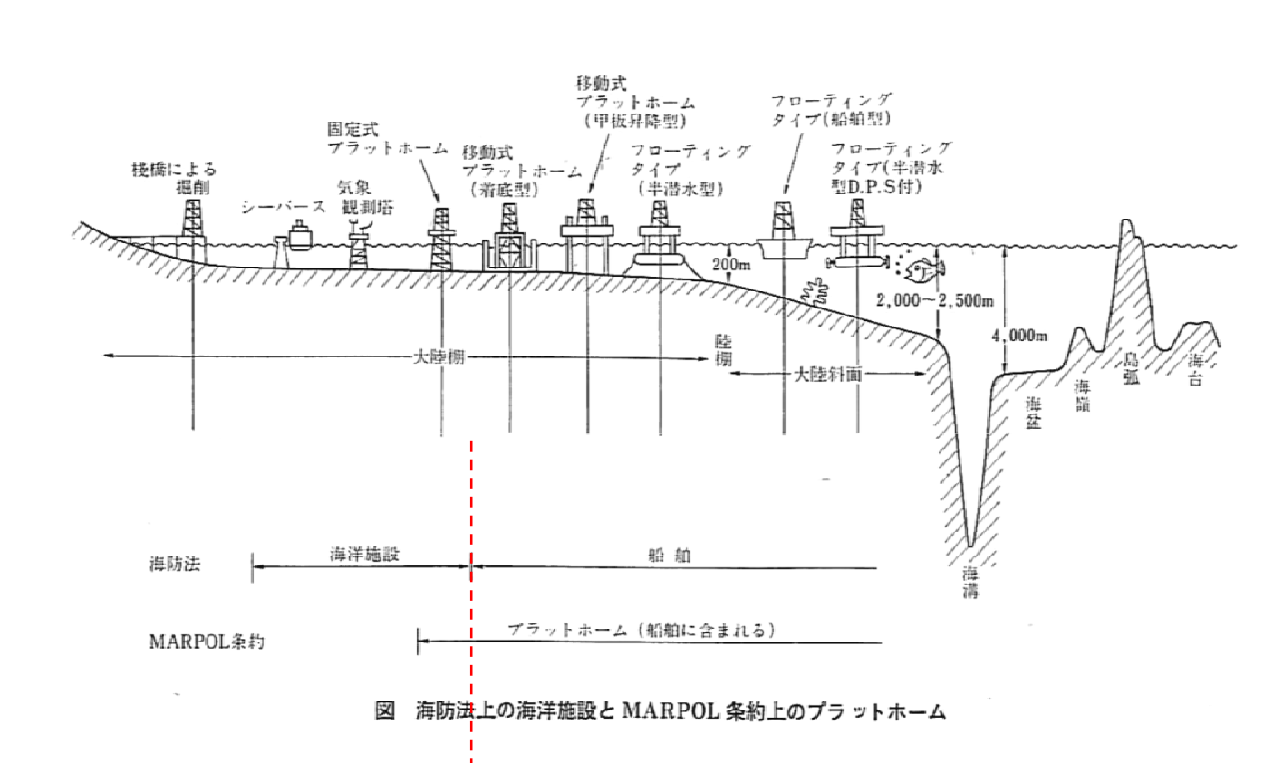 移動式
プラットホーム
(甲板昇降型)
フローティング
タイプ(船舶型)
固定式
プラットホーム
移動式
プラットホーム
(着底型)
フローティング
タイプ
(半潜水型)
フローティング
タイプ(半潜水
型D.P.S付)
桟橋による
掘削
シーバース
気象
観測塔
200m
2,000〜2,500m
4,000m
大陸棚
陸棚
大陸斜面
海盆
海嶺
島弧
海台
海溝
海防法
海洋施設
船舶
MARPOL条約
プラットホーム(船舶に含まれる)
図 海防法上の海洋施設と MARPOL 条約上のプラットホーム